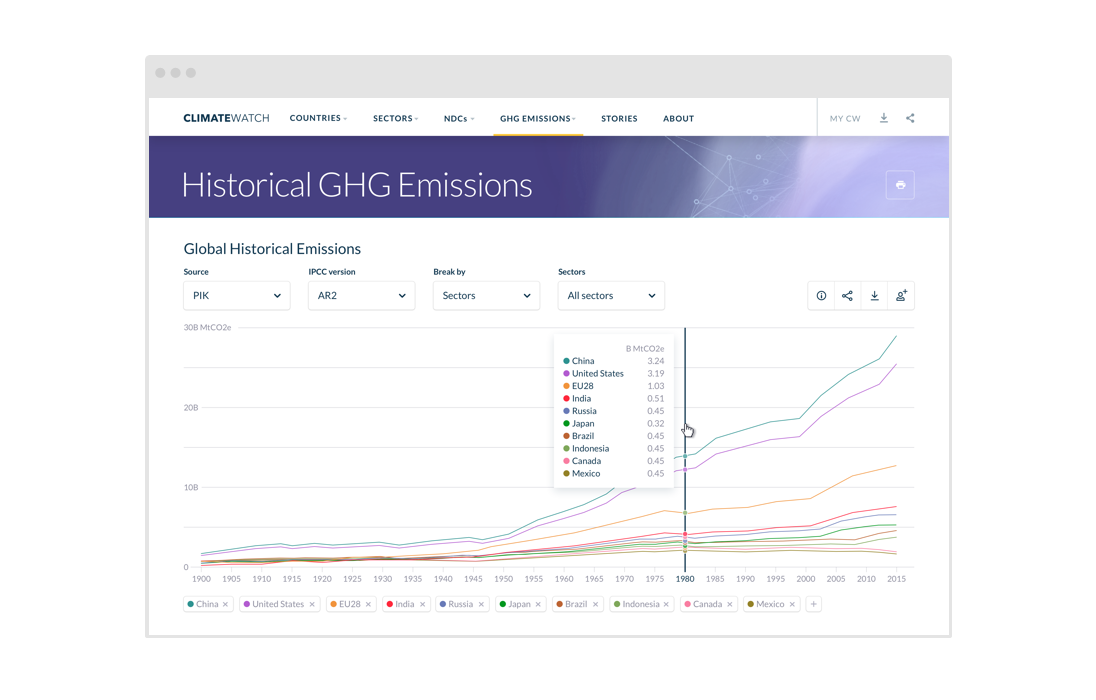 CLIMATEWATCH COUNTRIES SECTORS NDCs GHG EMISSIONS STORIES ABOUT MY CW
Historical GHG Emissions
Global Historical Emissions
Source IPCC version Break by Sectors
PIK AR2 Sectors All sectors
30B MtCO2e
B MtCO2e
China 3.24
United States 3.19
EU28 1.03
India 0.51
Russia 0.45
Japan 0.32
Brazil 0.45
Indonesia 0.45
Canada 0.45
Mexico 0.45
20B
10B
0
1900 1905 1910 1915 1920 1925 1930 1935 1940 1945 1950 1955 1960 1965 1970 1975 1980 1985 1990 1995 2000 2005 2010 2015
China × United States × EU28 × India × Russia × Japan × Brazil × Indonesia × Canada × Mexico × +